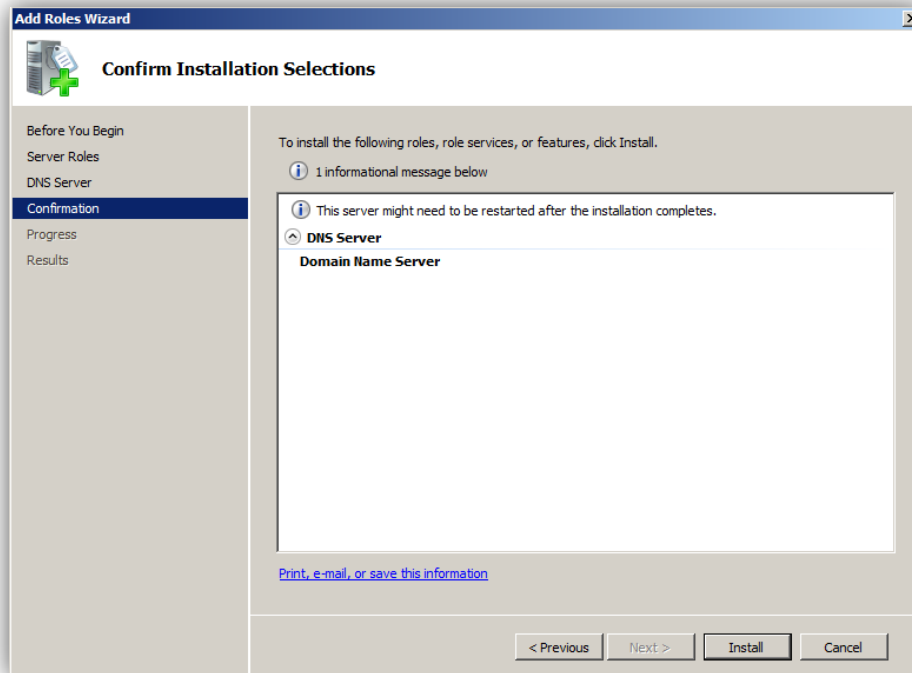 Add Roles Wizard
Confirm Installation Selections
Before You Begin
Server Roles
DNS Server
Confirmation
Progress
Results
To install the following roles, role services, or features, click Install.
1 informational message below
This server might need to be restarted after the installation completes.
DNS Server
Domain Name Server
Print, e-mail, or save this information
< Previous
Next >
Install
Cancel